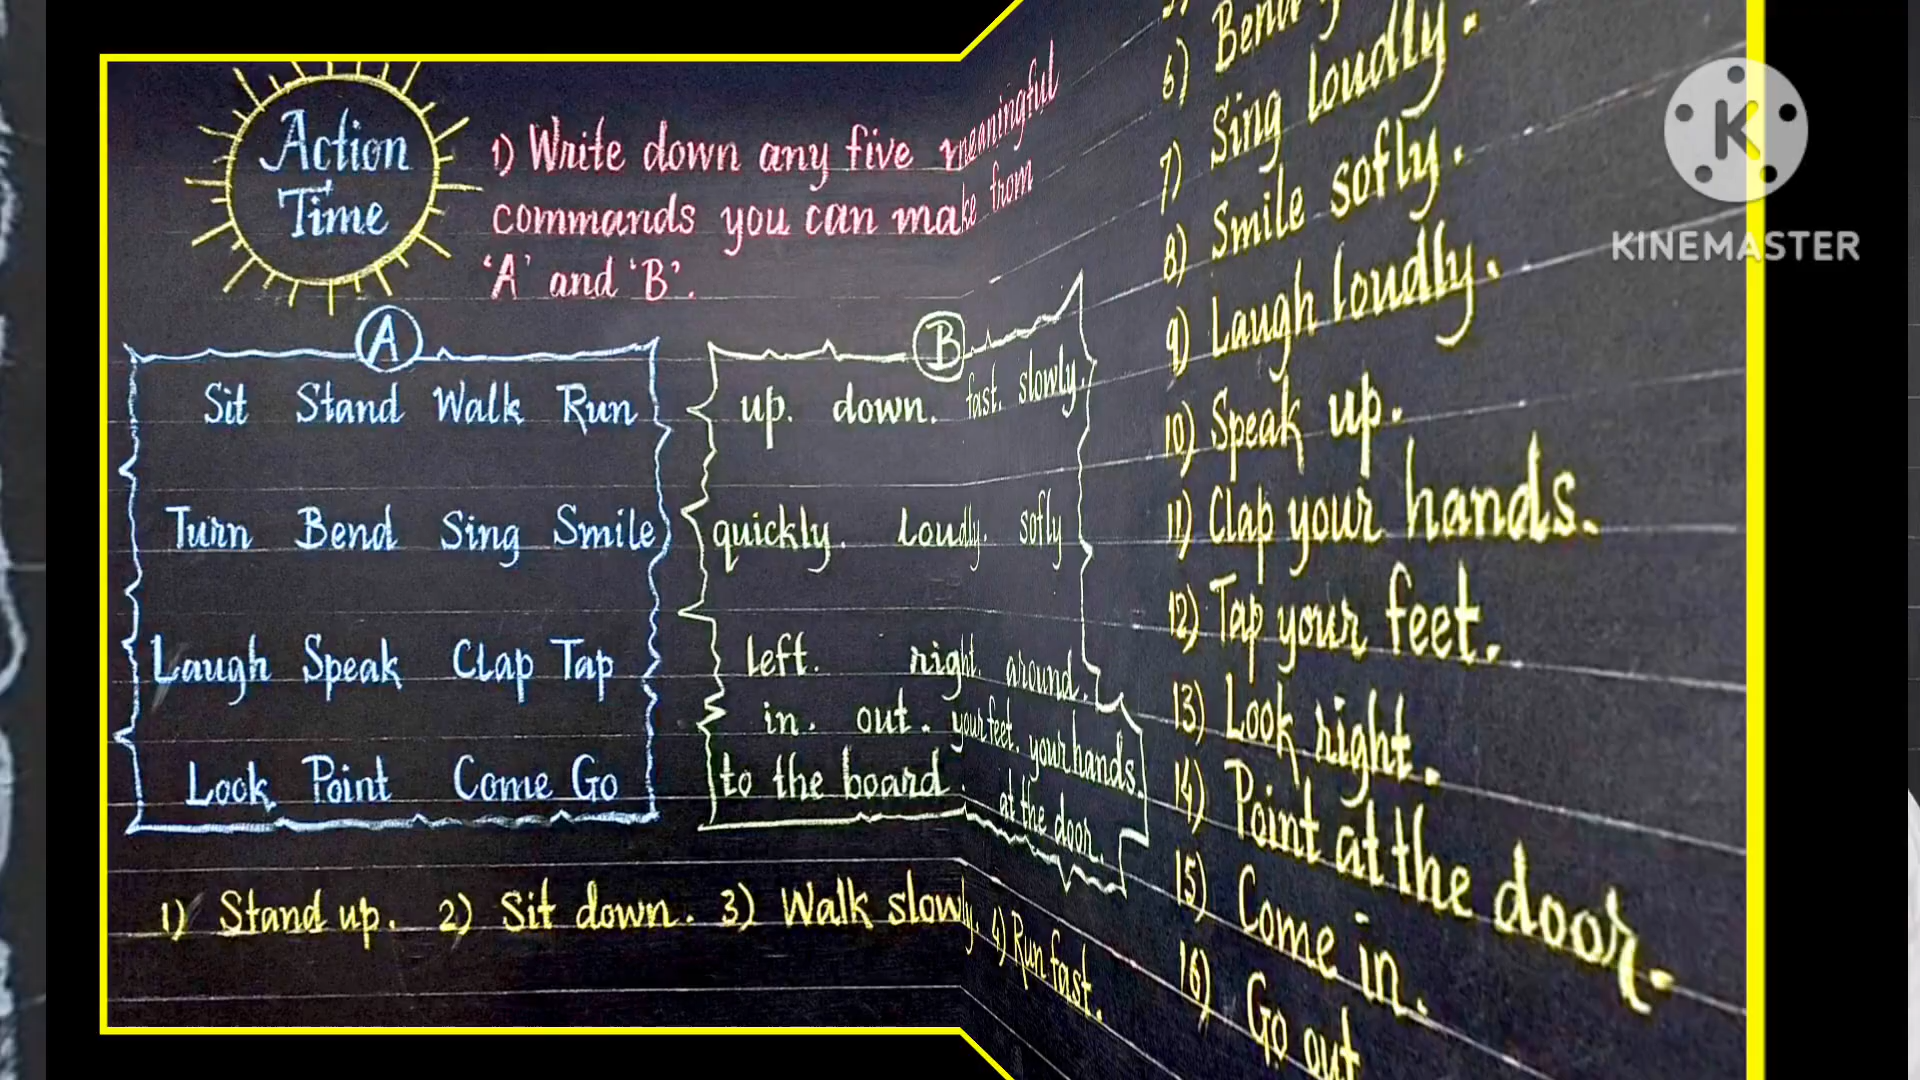 Action
Time
1) Write down any five meaningful
commands you can make from
'A' and 'B'.
A
Sit Stand Walk Run
Turn Bend Sing Smile
Laugh Speak Clap Tap
Look Point Come Go
B
up. down. fast. slowly.
quickly. Loudly. sofly
left. right. around.
in. out. your feet. your hands.
to the board. at the door.
1) Stand up. 2) Sit down. 3) Walk slowly. 4) Run fast.
6) Bend
7) Sing loudly.
8) Smile sofly.
9) Laugh loudly.
10) Speak up.
11) Clap your hands.
12) Tap your feet.
13) Look right.
14) Point at the door.
15) Come in.
16) Go out
KINEMASTER